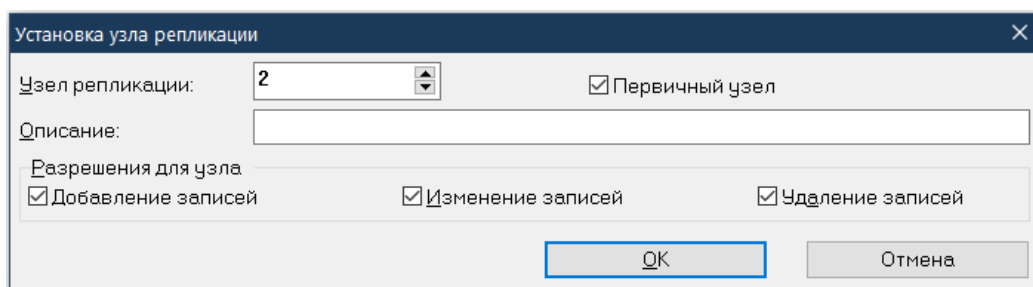 Установка узла репликации
Узел репликации: 2 Первичный узел
Описание:
Разрешения для узла
Добавление записей Изменение записей Удаление записей
OK Отмена